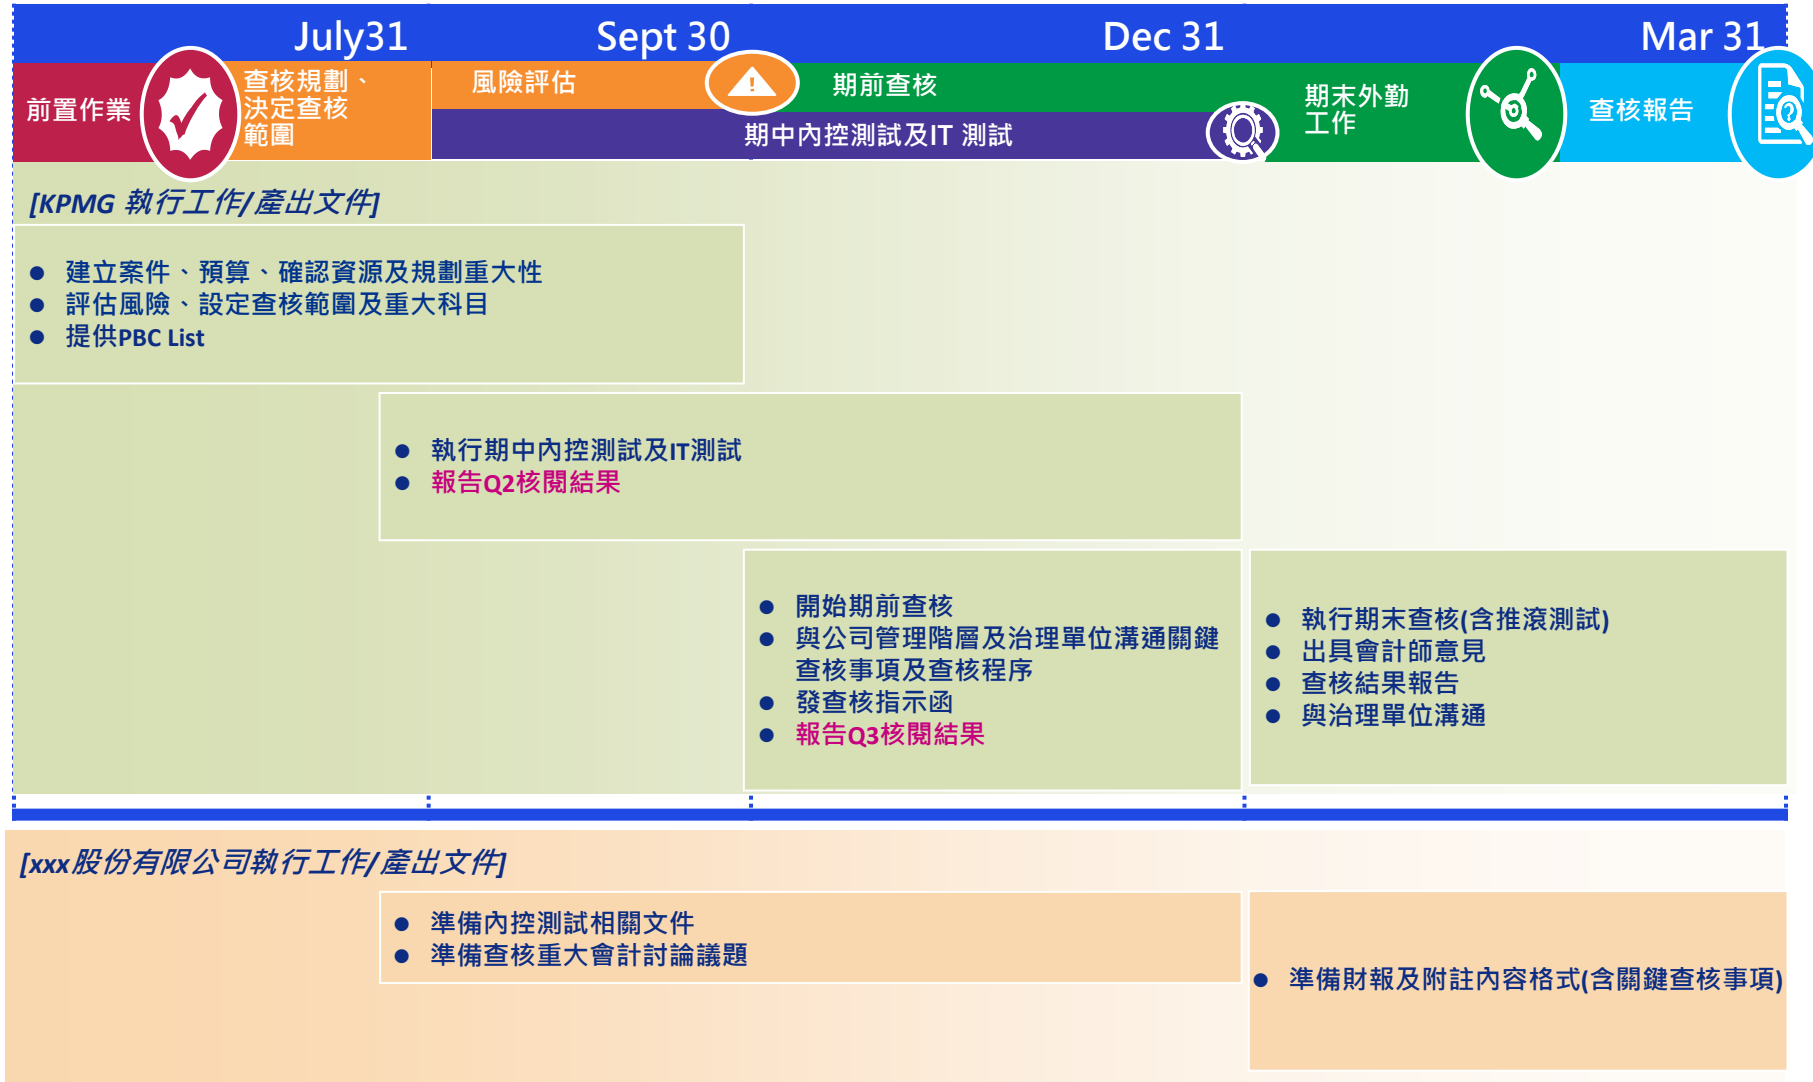 July31
Sept 30
Dec 31
Mar 31
前置作業
查核規劃、
決定查核
範圍
風險評估
期前查核
期中內控測試及IT 測試
期末外勤
工作
查核報告
[KPMG 執行工作/產出文件]
● 建立案件、預算、確認資源及規劃重大性
● 評估風險、設定查核範圍及重大科目
● 提供PBC List
● 執行期中內控測試及IT測試
● 報告Q2核閱結果
● 開始期前查核
● 與公司管理階層及治理單位溝通關鍵
查核事項及查核程序
● 發查核指示函
● 報告Q3核閱結果
● 執行期末查核(含推滾測試)
● 出具會計師意見
● 查核結果報告
● 與治理單位溝通
[xxx股份有限公司執行工作/產出文件]
● 準備內控測試相關文件
● 準備查核重大會計討論議題
● 準備財報及附註內容格式(含關鍵查核事項)